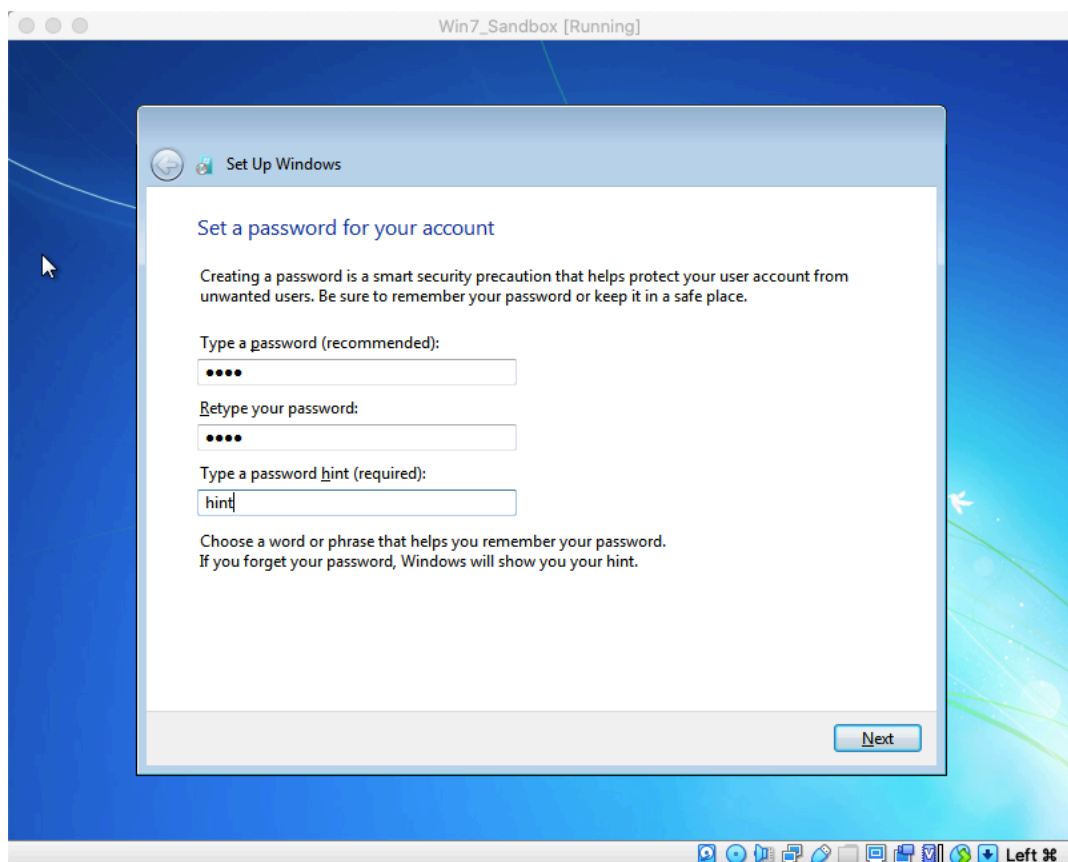 Win7_Sandbox [Running]
Set Up Windows
Set a password for your account
Creating a password is a smart security precaution that helps protect your user account from
unwanted users. Be sure to remember your password or keep it in a safe place.
Type a password (recommended):
●●●●
Retype your password:
●●●●
Type a password hint (required):
hint
Choose a word or phrase that helps you remember your password.
If you forget your password, Windows will show you your hint.
Next
Left ⌘